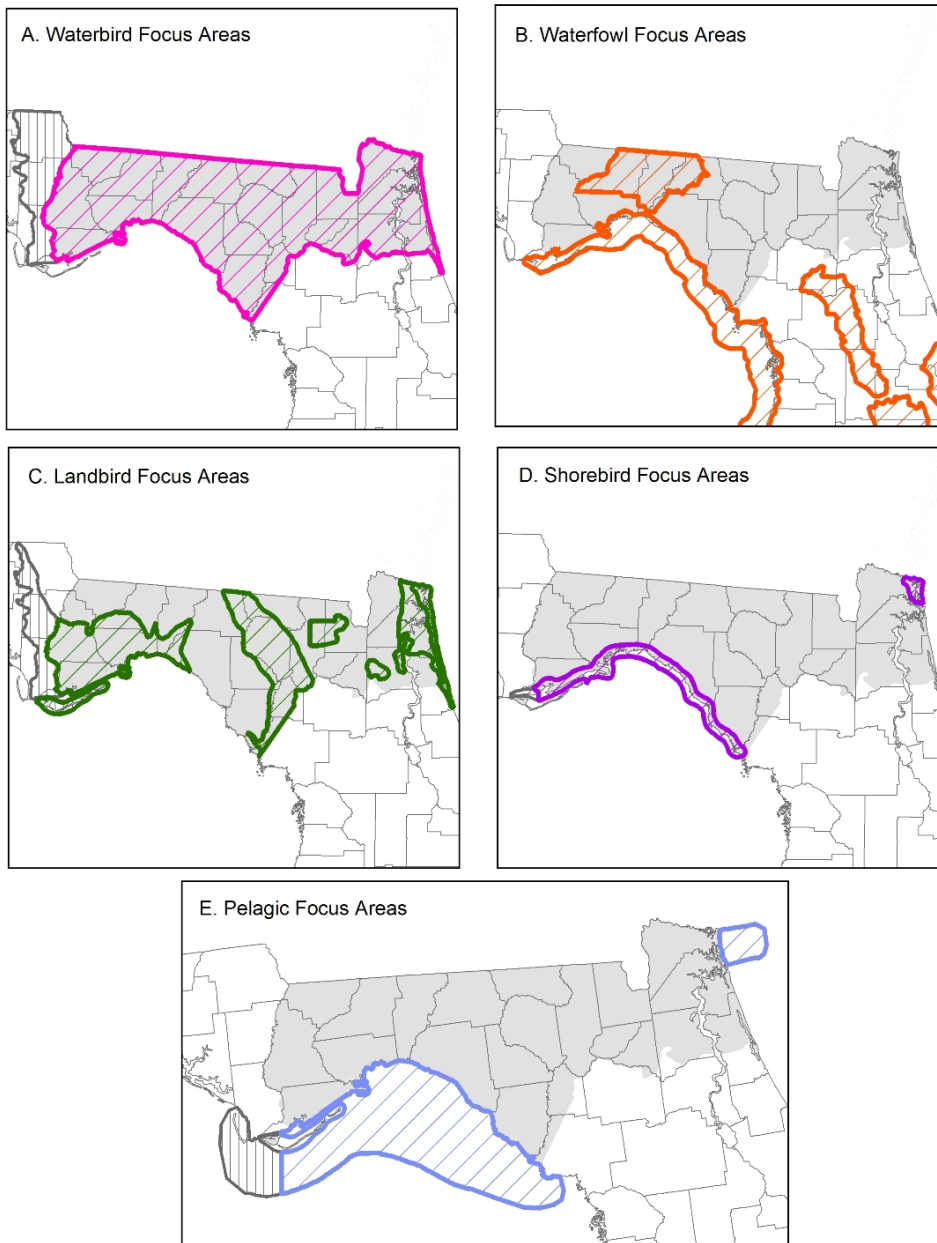 A. Waterbird Focus Areas
B. Waterfowl Focus Areas
C. Landbird Focus Areas
D. Shorebird Focus Areas
E. Pelagic Focus Areas